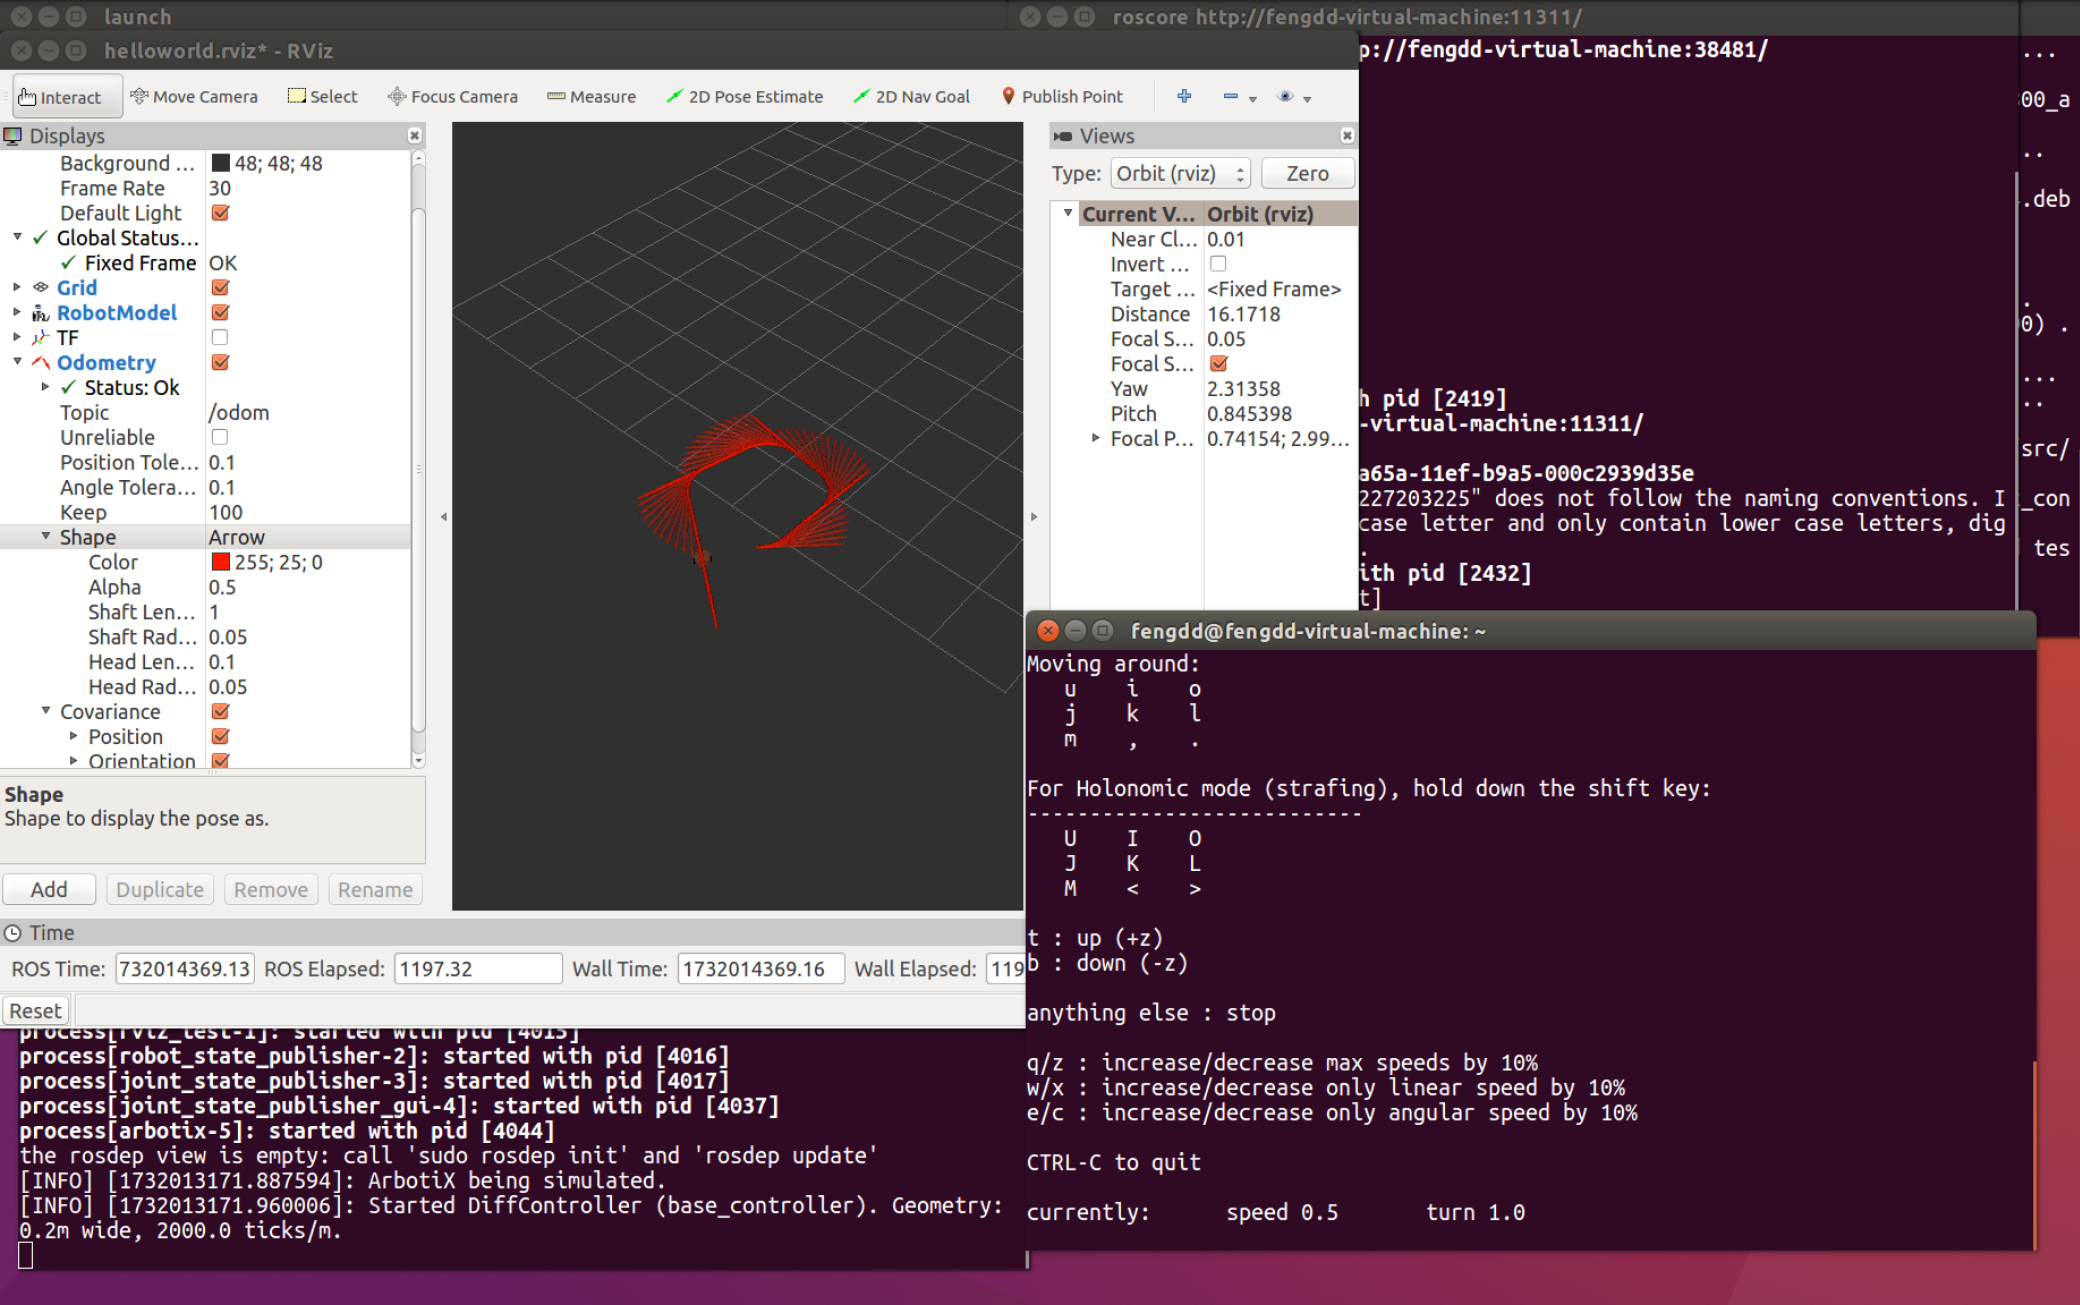 launch
roscore http://fengdd-virtual-machine:11311/
helloworld.rviz* - RViz
p://fengdd-virtual-machine:38481/
...
Interact
Move Camera
Select
Focus Camera
Measure
2D Pose Estimate
2D Nav Goal
Publish Point
00_a
..
.deb
.
0) .
...
..
src/
_con
tes
Displays
Background ... 48; 48; 48
Frame Rate 30
Default Light
Global Status...
Fixed Frame OK
Grid
RobotModel
TF
Odometry
Status: Ok
Topic /odom
Unreliable
Position Tole... 0.1
Angle Tolera... 0.1
Keep 100
Shape Arrow
Color 255; 25; 0
Alpha 0.5
Shaft Len... 1
Shaft Rad... 0.05
Head Len... 0.1
Head Rad... 0.05
Covariance
Position
Orientation
Shape
Shape to display the pose as.
Add
Duplicate
Remove
Rename
Views
Type: Orbit (rviz) Zero
Current V... Orbit (rviz)
Near Cl... 0.01
Invert ...
Target ... <Fixed Frame>
Distance 16.1718
Focal S... 0.05
Focal S...
Yaw 2.31358
Pitch 0.845398
Focal P... 0.74154; 2.99...
h pid [2419]
-virtual-machine:11311/
a65a-11ef-b9a5-000c2939d35e
227203225" does not follow the naming conventions. I
case letter and only contain lower case letters, dig
.
ith pid [2432]
t]
Time
ROS Time: 732014369.13 ROS Elapsed: 1197.32 Wall Time: 1732014369.16 Wall Elapsed: 119
Reset
process[rviz_test-1]: started with pid [4015]
process[robot_state_publisher-2]: started with pid [4016]
process[joint_state_publisher-3]: started with pid [4017]
process[joint_state_publisher_gui-4]: started with pid [4037]
process[arbotix-5]: started with pid [4044]
the rosdep view is empty: call 'sudo rosdep init' and 'rosdep update'
[INFO] [1732013171.887594]: ArbotiX being simulated.
[INFO] [1732013171.960006]: Started DiffController (base_controller). Geometry:
0.2m wide, 2000.0 ticks/m.
fengdd@fengdd-virtual-machine: ~
Moving around:
u i o
j k l
m , .
For Holonomic mode (strafing), hold down the shift key:
---------------------------
U I O
J K L
M < >
t : up (+z)
b : down (-z)
anything else : stop
q/z : increase/decrease max speeds by 10%
w/x : increase/decrease only linear speed by 10%
e/c : increase/decrease only angular speed by 10%
CTRL-C to quit
currently: speed 0.5 turn 1.0